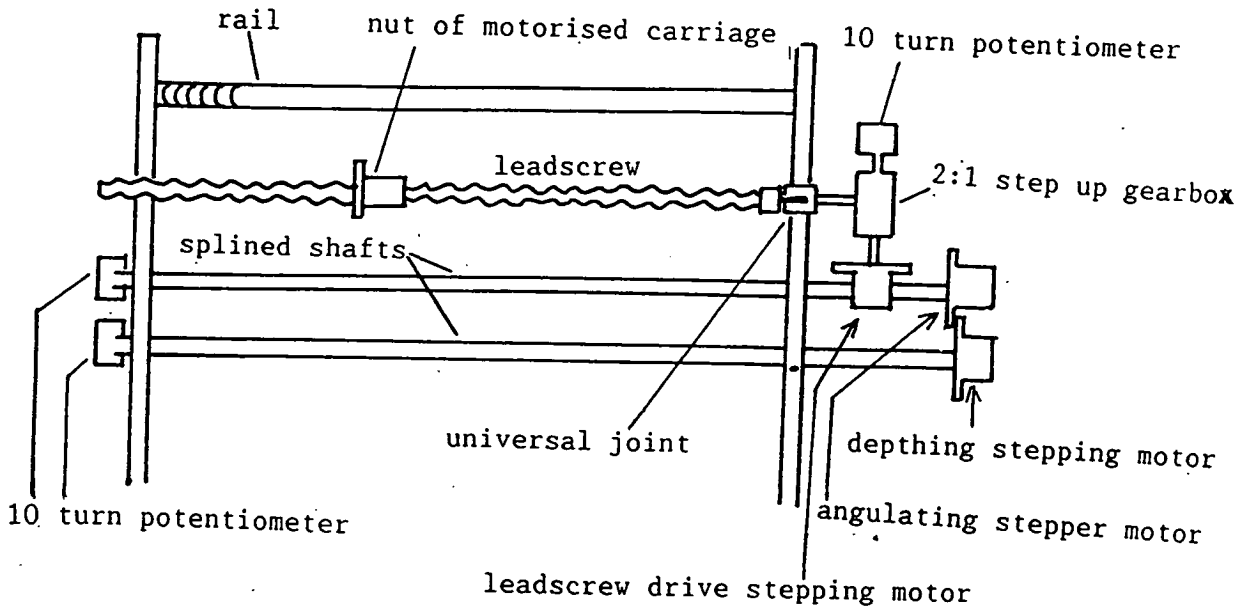 rail
nut of motorised carriage
10 turn potentiometer
leadscrew
2:1 step up gearbox
splined shafts
universal joint
depthing stepping motor
10 turn potentiometer
angulating stepper motor
leadscrew drive stepping motor